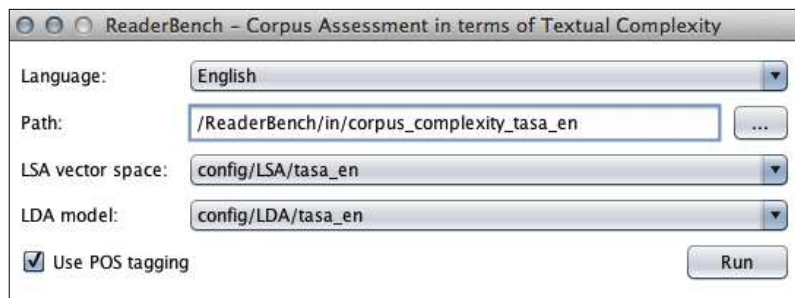 ReaderBench - Corpus Assessment in terms of Textual Complexity
Language: English
Path: /ReaderBench/in/corpus_complexity_tasa_en ...
LSA vector space: config/LSA/tasa_en
LDA model: config/LDA/tasa_en
Use POS tagging Run